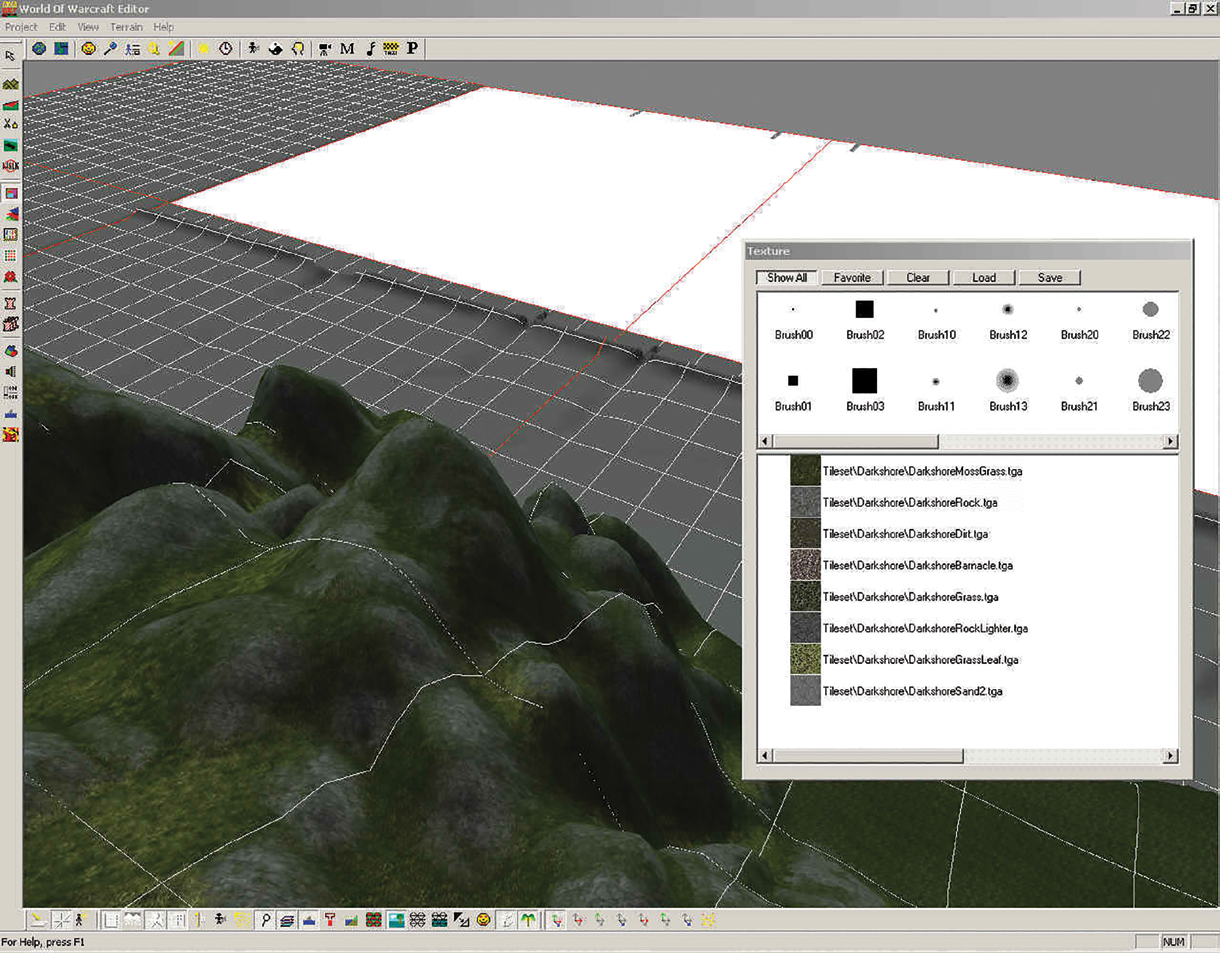 World Of Warcraft Editor
Project Edit View Terrain Help
M P
Texture
Show All Favorite Clear Load Save
Brush00 Brush02 Brush10 Brush12 Brush20 Brush22
Brush01 Brush03 Brush11 Brush13 Brush21 Brush23
Tileset\Darkshore\DarkshoreMossGrass.tga
Tileset\Darkshore\DarkshoreRock.tga
Tileset\Darkshore\DarkshoreDirt.tga
Tileset\Darkshore\DarkshoreBarnacle.tga
Tileset\Darkshore\DarkshoreGrass.tga
Tileset\Darkshore\DarkshoreRockLighter.tga
Tileset\Darkshore\DarkshoreGrassLeaf.tga
Tileset\Darkshore\DarkshoreSand2.tga
For Help, press F1
NUM